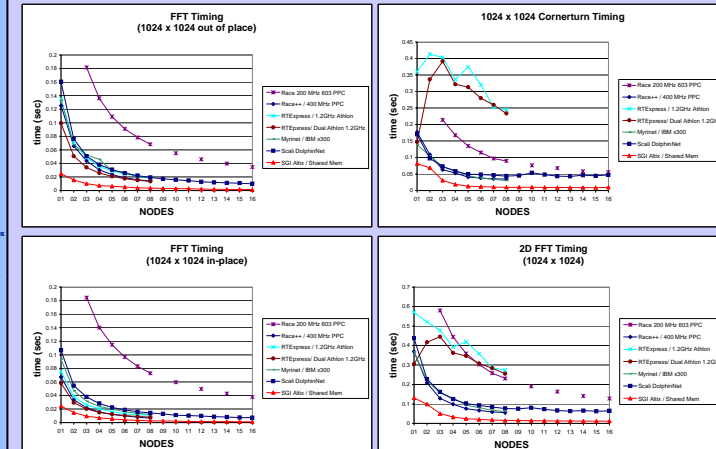 FFT Timing
(1024 x 1024 out of place)
time (sec)
0.2
0.18
0.16
0.14
0.12
0.1
0.08
0.06
0.04
0.02
0
01 02 03 04 05 06 07 08 09 10 11 12 13 14 15 16
NODES
Race 200 MHz 603 PPC
Race++ / 400 MHz PPC
RTExpress / 1.2GHz Athlon
RTEpxress/ Dual Athlon 1.2GHz
Myrinet / IBM x300
Scali DolphinNet
SGI Altix / Shared Mem
1024 x 1024 Cornerturn Timing
time (sec)
0.45
0.4
0.35
0.3
0.25
0.2
0.15
0.1
0.05
0
01 02 03 04 05 06 07 08 09 10 11 12 13 14 15 16
NODES
Race 200 MHz 603 PPC
Race++ / 400 MHz PPC
RTExpress / 1.2GHz Athlon
RTEpxress/ Dual Athlon 1.2GHz
Myrinet / IBM x300
Scali DolphinNet
SGI Altix / Shared Mem
FFT Timing
(1024 x 1024 in-place)
time (sec)
0.2
0.18
0.16
0.14
0.12
0.1
0.08
0.06
0.04
0.02
0
01 02 03 04 05 06 07 08 09 10 11 12 13 14 15 16
NODES
Race 200 MHz 603 PPC
Race++ / 400 MHz PPC
RTExpress / 1.2GHz Athlon
RTEpxress/ Dual Athlon 1.2GHz
Myrinet / IBM x300
Scali DolphinNet
SGI Altix / Shared Mem
2D FFT Timing
(1024 x 1024)
time (sec)
0.7
0.6
0.5
0.4
0.3
0.2
0.1
0
01 02 03 04 05 06 07 08 09 10 11 12 13 14 15 16
NODES
Race 200 MHz 603 PPC
Race++ / 400 MHz PPC
RTExpress / 1.2GHz Athlon
RTEpxress/ Dual Athlon 1.2GHz
Myrinet / IBM x300
Scali DolphinNet
SGI Altix / Shared Mem